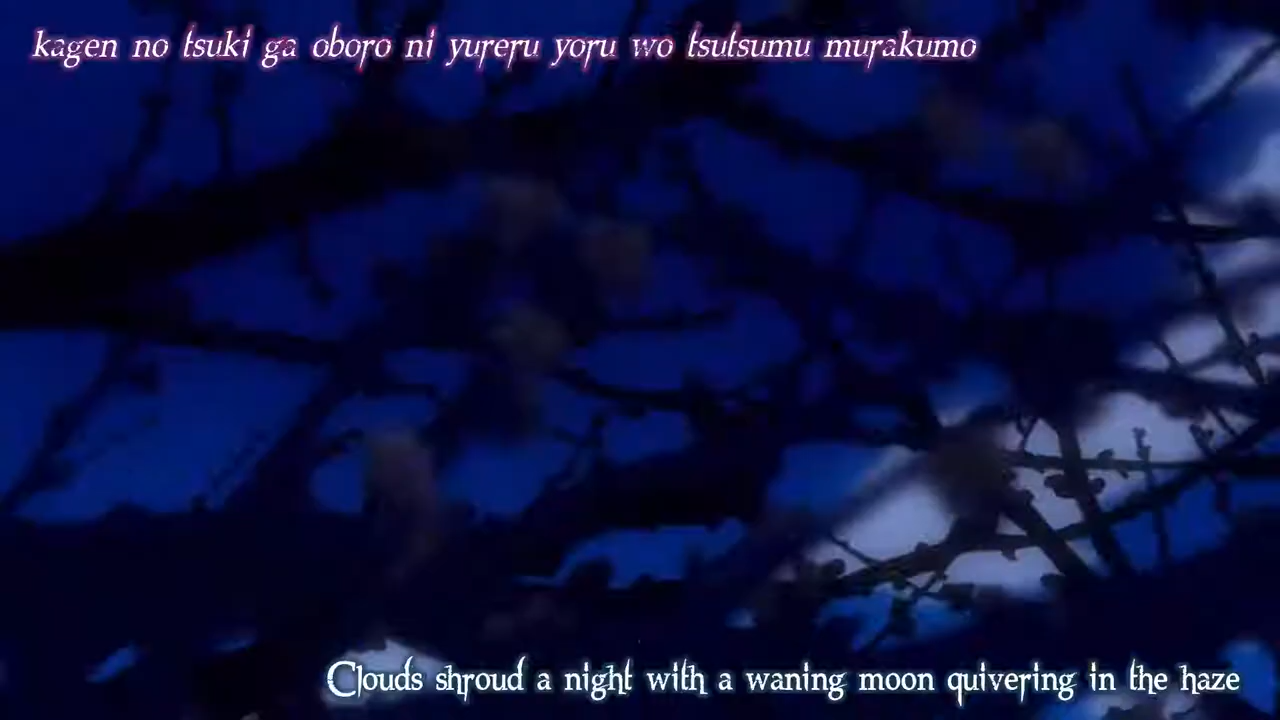 kagen no tsuki ga oboro ni yureru yoru wo tsutsumu murakumo
Clouds shroud a night with a waning moon quivering in the haze